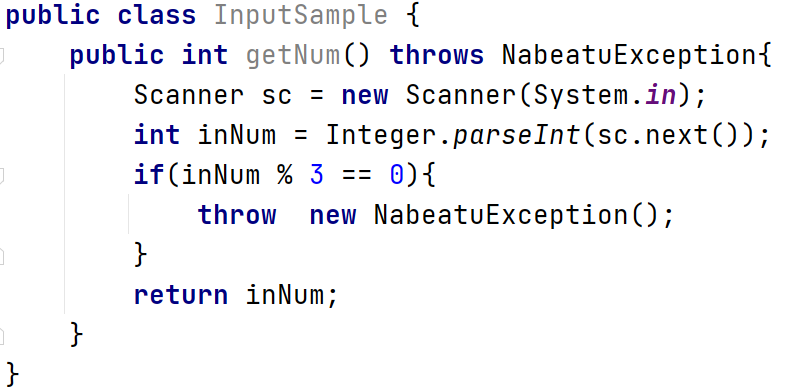 public class InputSample {
    public int getNum() throws NabeatuException{
        Scanner sc = new Scanner(System.in);
        int inNum = Integer.parseInt(sc.next());
        if(inNum % 3 == 0){
            throw  new NabeatuException();
        }
        return inNum;
    }
}